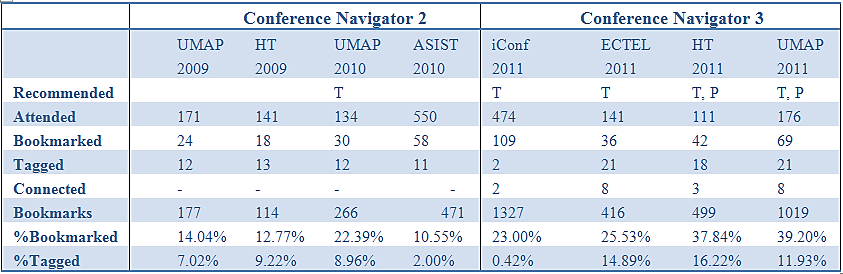 Conference Navigator 2 Conference Navigator 3
UMAP HT UMAP ASIST iConf ECTEL HT UMAP
2009 2009 2010 2010 2011 2011 2011 2011
Recommended T T T T, P T, P
Attended 171 141 134 550 474 141 111 176
Bookmarked 24 18 30 58 109 36 42 69
Tagged 12 13 12 11 2 21 18 21
Connected - - - - 2 8 3 8
Bookmarks 177 114 266 471 1327 416 499 1019
%Bookmarked 14.04% 12.77% 22.39% 10.55% 23.00% 25.53% 37.84% 39.20%
%Tagged 7.02% 9.22% 8.96% 2.00% 0.42% 14.89% 16.22% 11.93%